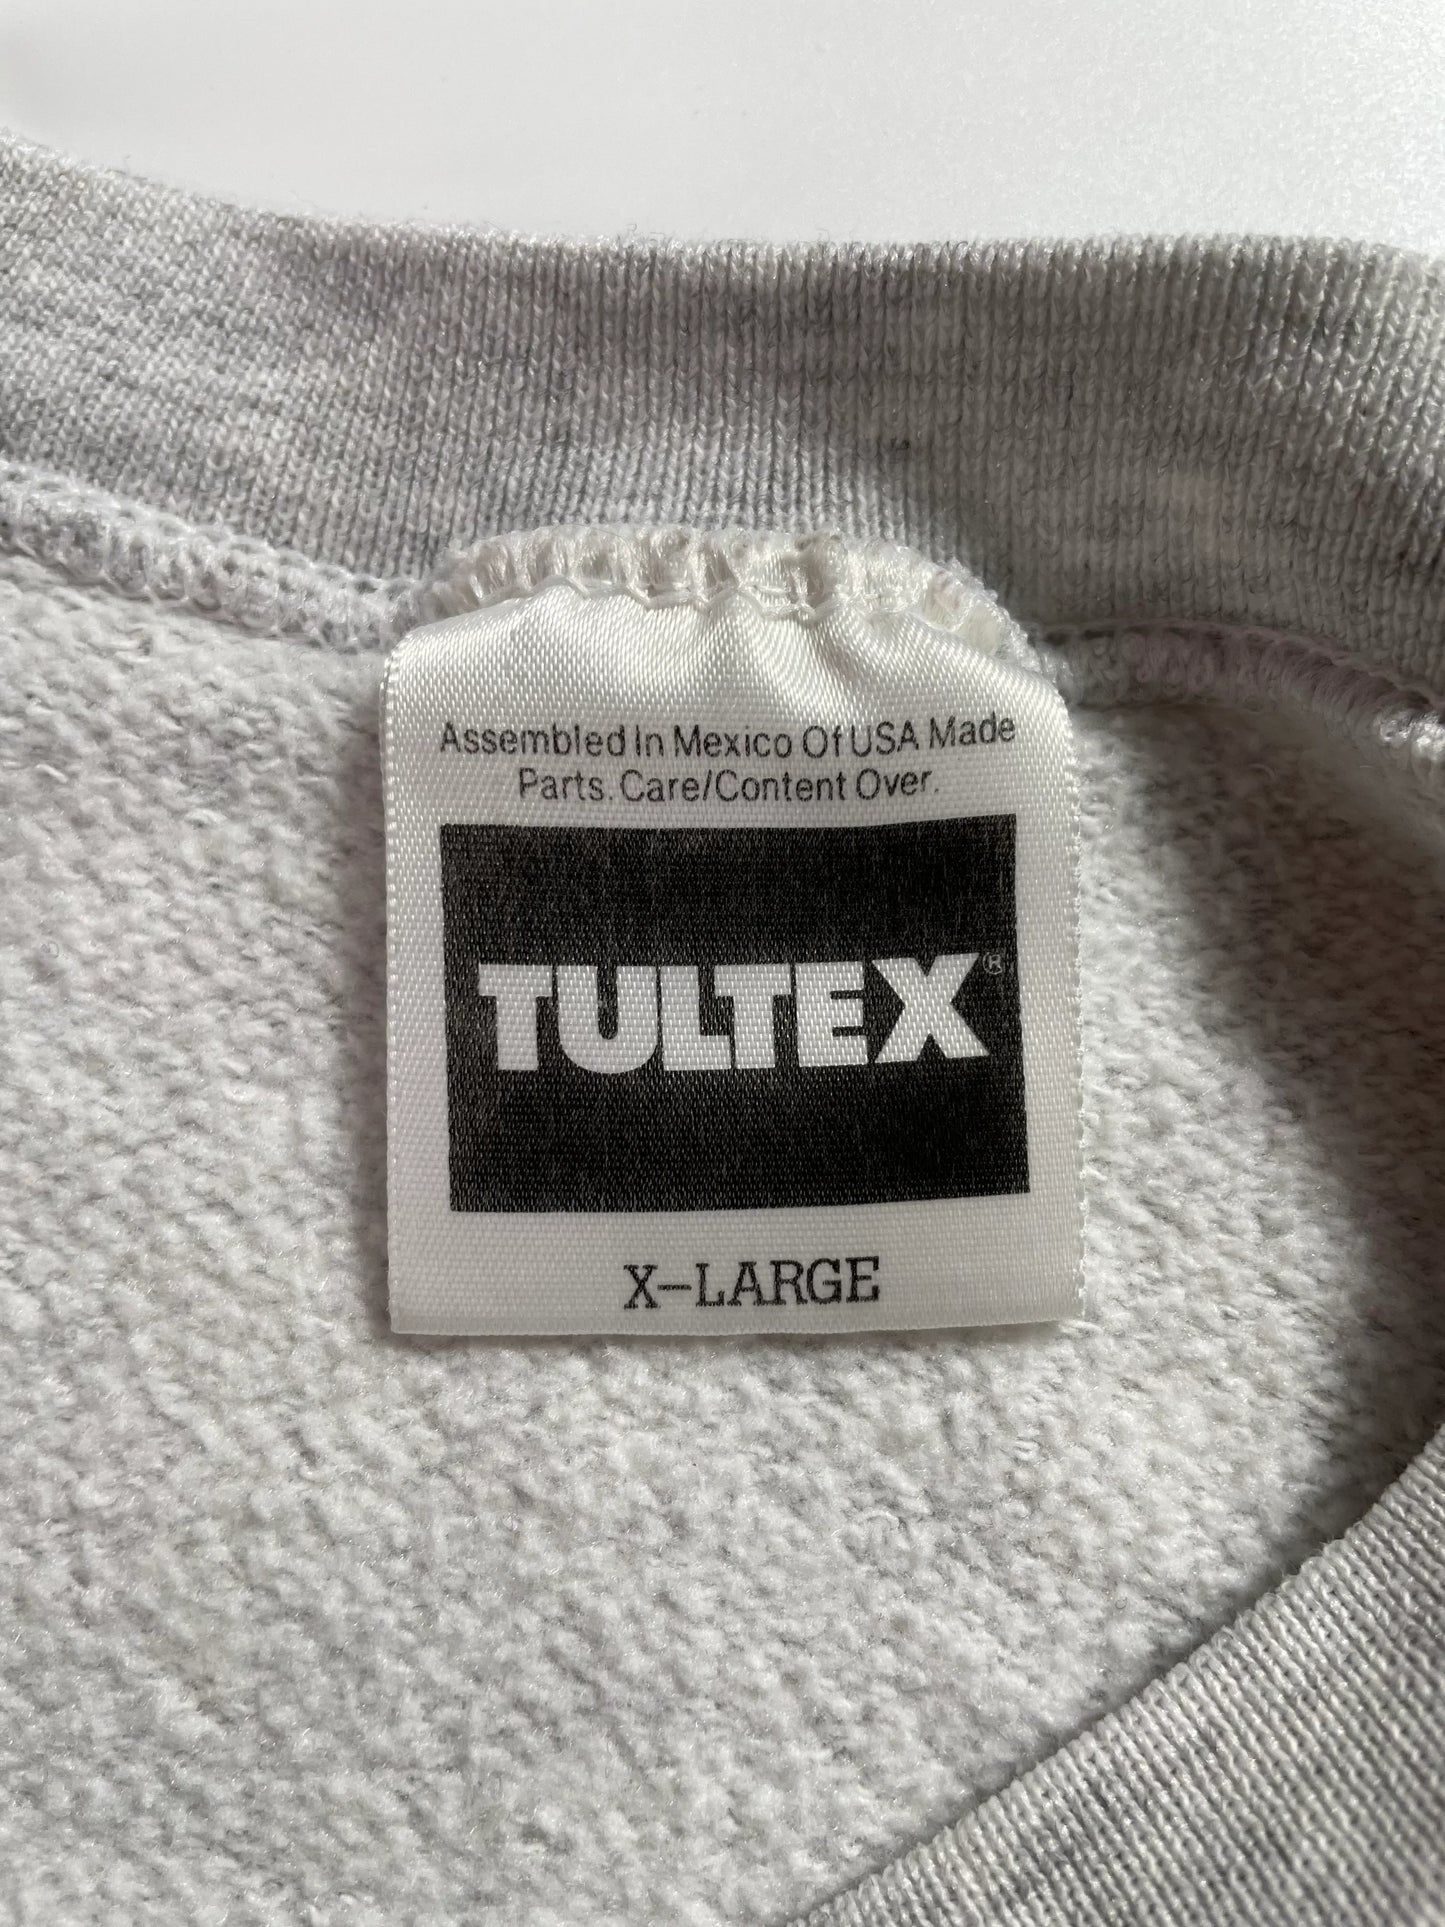 Assembled In Mexico Of USA Made
Parts. Care/Content Over.
TULTEX®
X-LARGE